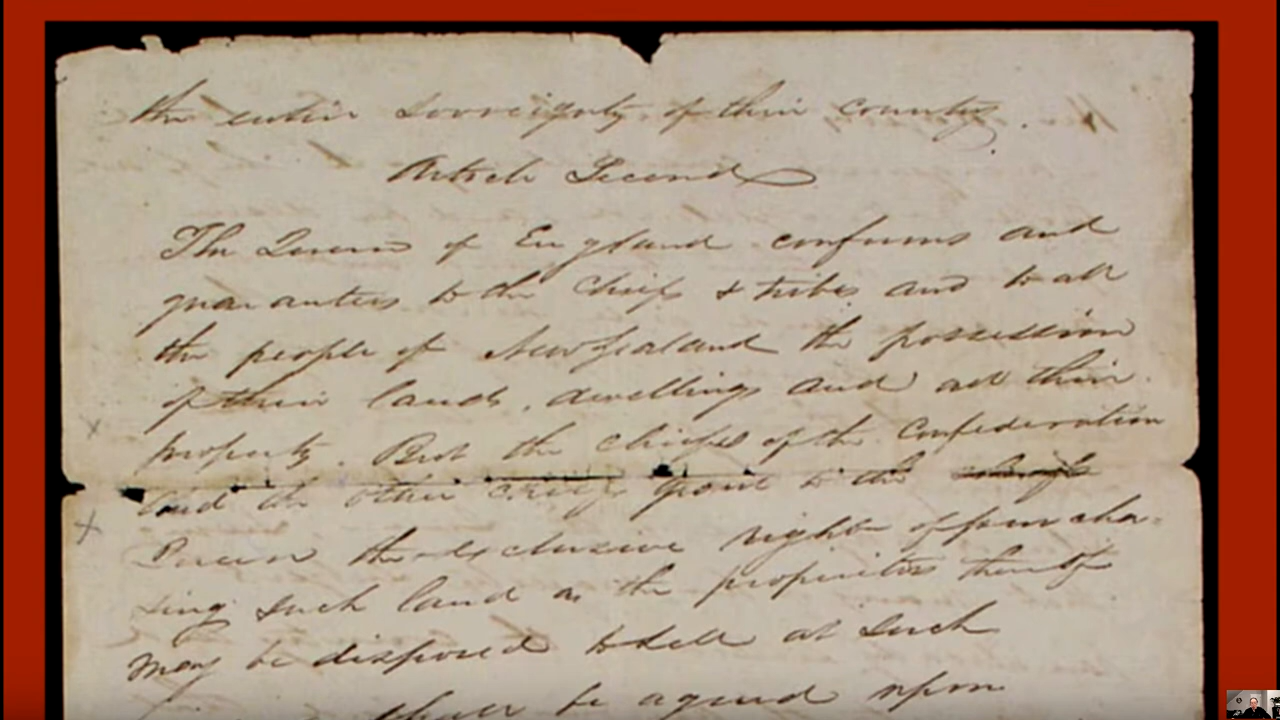 the entire Sovreignty of their country.
Article Second
The Queen of England confirms and
guarantees to the chiefs & tribes and to all
the people of New Zealand the possession
of their lands, dwellings and all their
property. But the chiefs of the confederation
and the other chiefs grant to the
Queen the exclusive right of purcha-
sing such land as the proprietors thereof
may be disposed to sell at such
shall be agreed upon